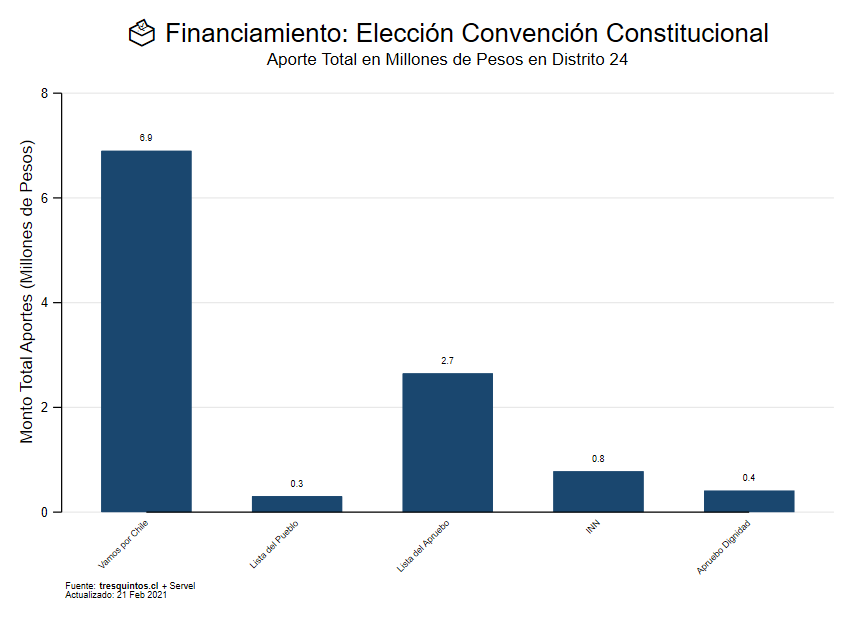 Financiamiento: Elección Convención Constitucional
Aporte Total en Millones de Pesos en Distrito 24
Monto Total Aportes (Millones de Pesos)
8
6
4
2
0
6.9
0.3
2.7
0.8
0.4
Vamos por Chile
Lista del Pueblo
Lista del Apruebo
INN
Apruebo Dignidad
Fuente: tresquintos.cl + Servel
Actualizado: 21 Feb 2021